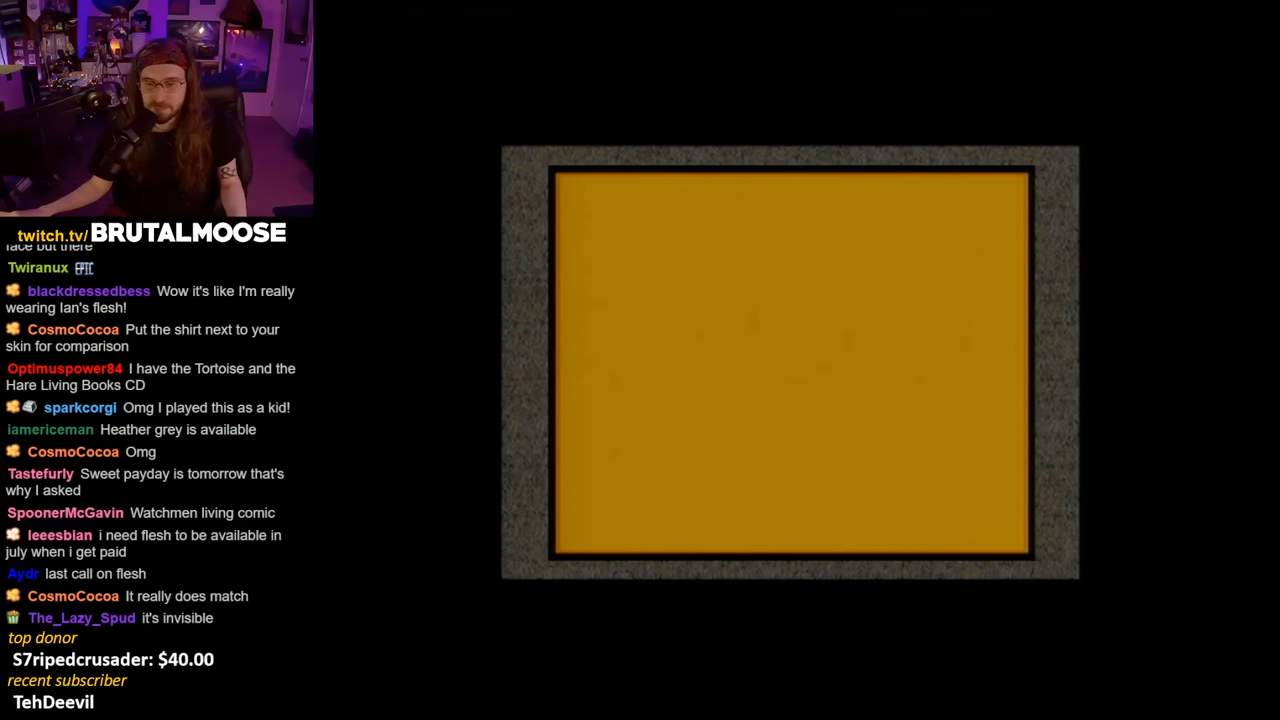 twitch.tv/BRUTALMOOSE
face but there
Twiranux EPIC
blackdressedbess Wow it's like I'm really
wearing Ian's flesh!
CosmoCocoa Put the shirt next to your
skin for comparison
Optimuspower84 I have the Tortoise and the
Hare Living Books CD
sparkcorgi Omg I played this as a kid!
iamericeman Heather grey is available
CosmoCocoa Omg
Tastefurly Sweet payday is tomorrow that's
why I asked
SpoonerMcGavin Watchmen living comic
leeesbian i need flesh to be available in
july when i get paid
Aydr last call on flesh
CosmoCocoa It really does match
The_Lazy_Spud it's invisible
top donor
S7ripedcrusader: $40.00
recent subscriber
TehDeevil